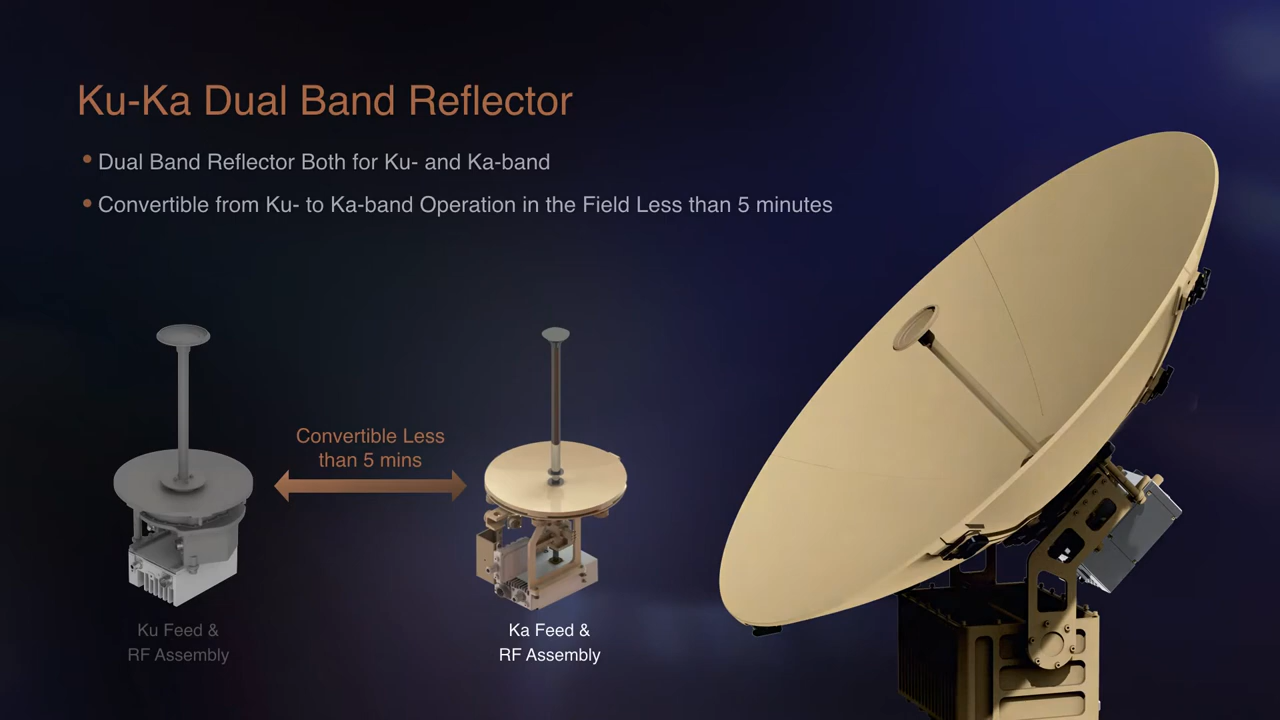 Ku-Ka Dual Band Reflector
• Dual Band Reflector Both for Ku- and Ka-band
• Convertible from Ku- to Ka-band Operation in the Field Less than 5 minutes
Convertible Less
than 5 mins
Ku Feed &
RF Assembly
Ka Feed &
RF Assembly